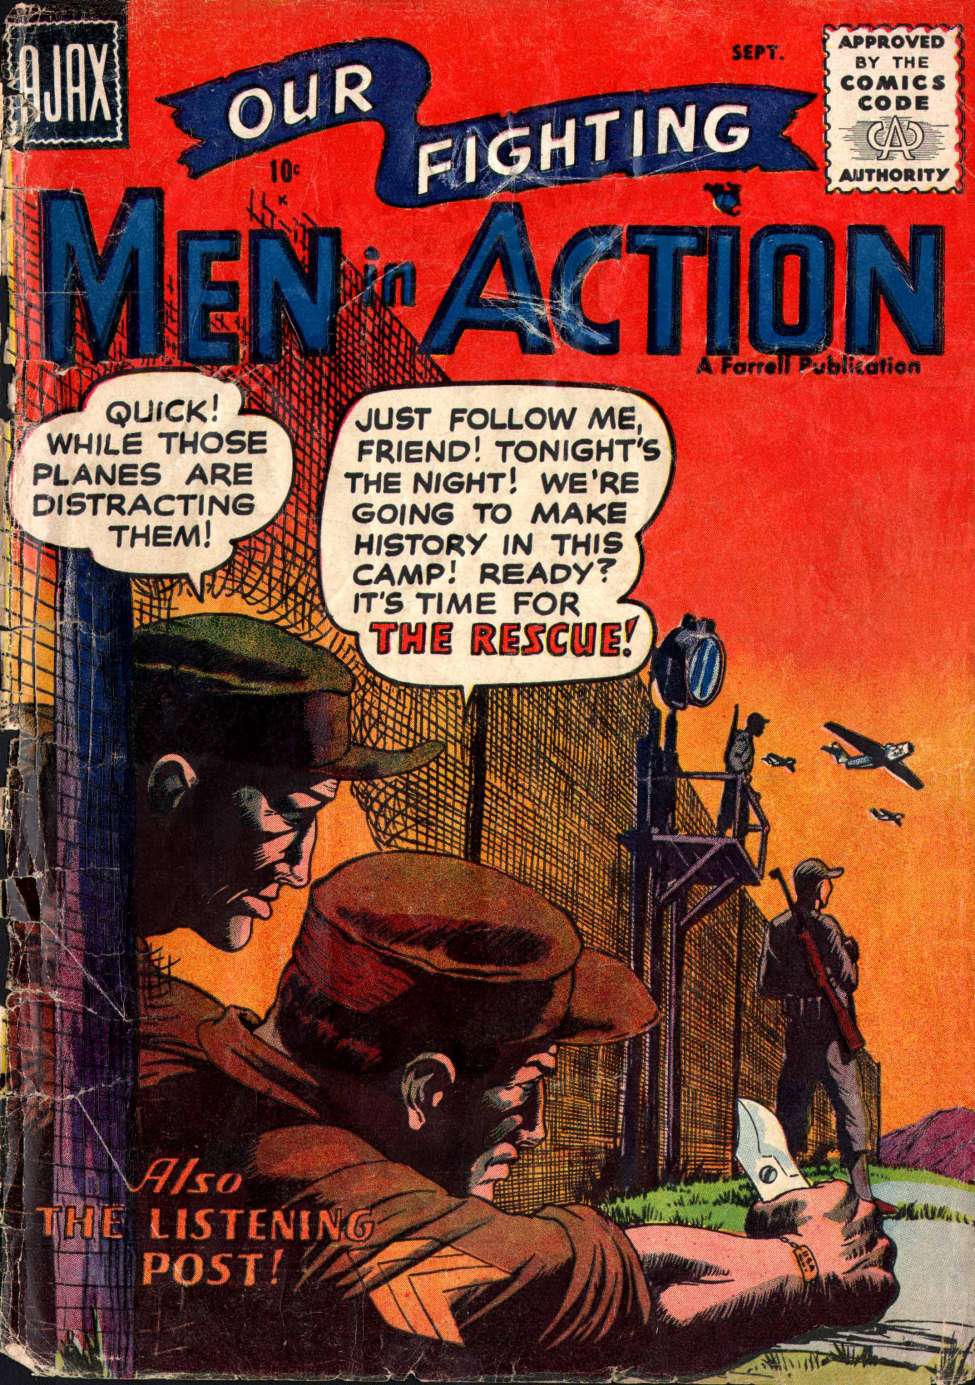 AJAX
OUR
FIGHTING
SEPT.
APPROVED
BY THE
COMICS
CODE
CA
AUTHORITY
10¢
K
MEN in ACTION
A Farrell Publication
QUICK!
WHILE THOSE
PLANES ARE
DISTRACTING
THEM!
JUST FOLLOW ME,
FRIEND! TONIGHT'S
THE NIGHT! WE'RE
GOING TO MAKE
HISTORY IN THIS
CAMP! READY?
IT'S TIME FOR
THE RESCUE!
Also
THE LISTENING
POST!